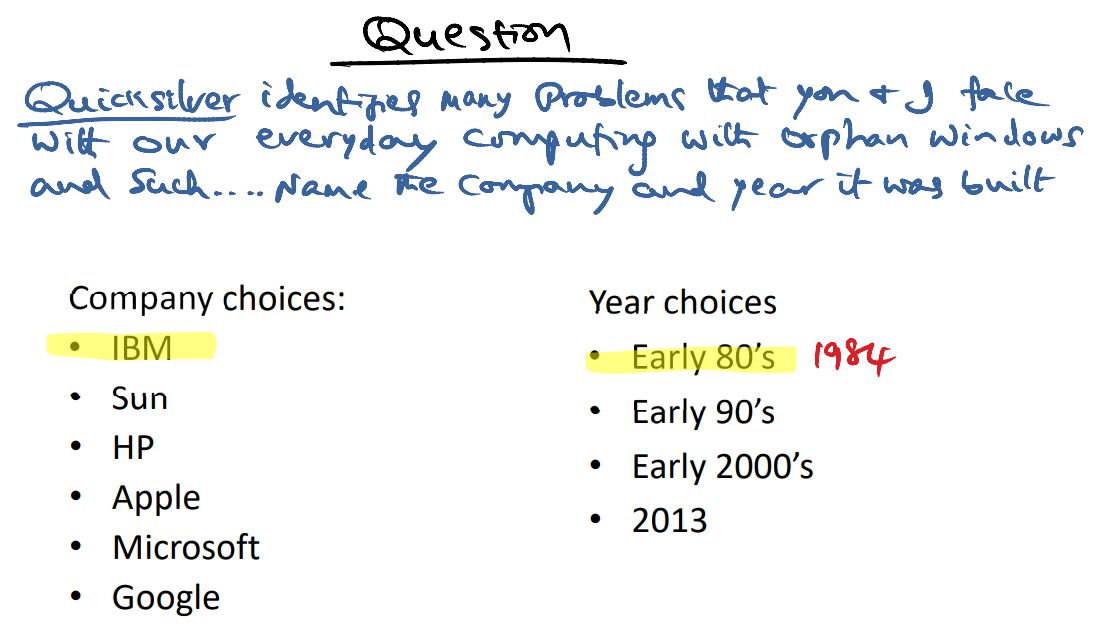 Question
Quicksilver identifies many problems that you & I face
with our everyday computing with orphan windows
and such.... Name the company and year it was built
Company choices:
• IBM
• Sun
• HP
• Apple
• Microsoft
• Google
Year choices
• Early 80's 1984
• Early 90's
• Early 2000's
• 2013